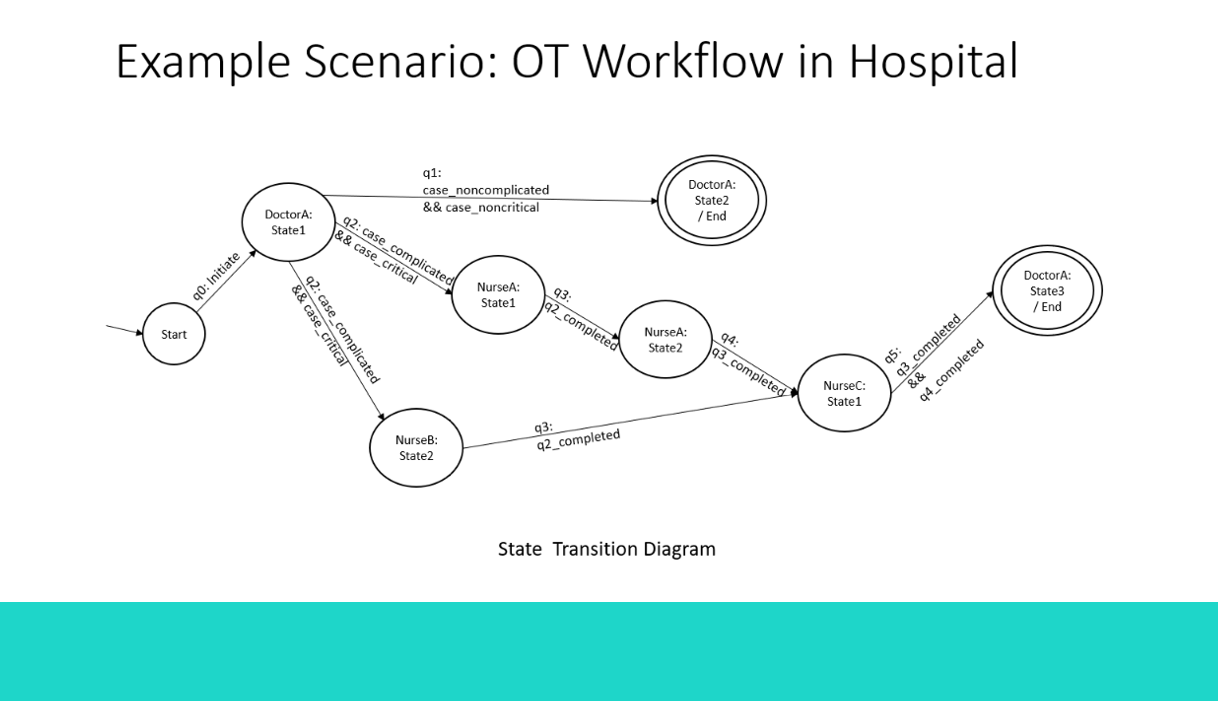 Example Scenario: OT Workflow in Hospital
q1:
case_noncomplicated
&& case_noncritical
DoctorA:
State2
/ End
DoctorA:
State1
q2: case_complicated
&& case_critical
q0: Initiate
Start
q2: case_complicated
&& case_critical
NurseA:
State1
q3:
q2_completed
NurseA:
State2
q4:
q3_completed
DoctorA:
State3
/ End
q5:
q3_completed
&&
q4_completed
NurseC:
State1
NurseB:
State2
q3:
q2_completed
State Transition Diagram